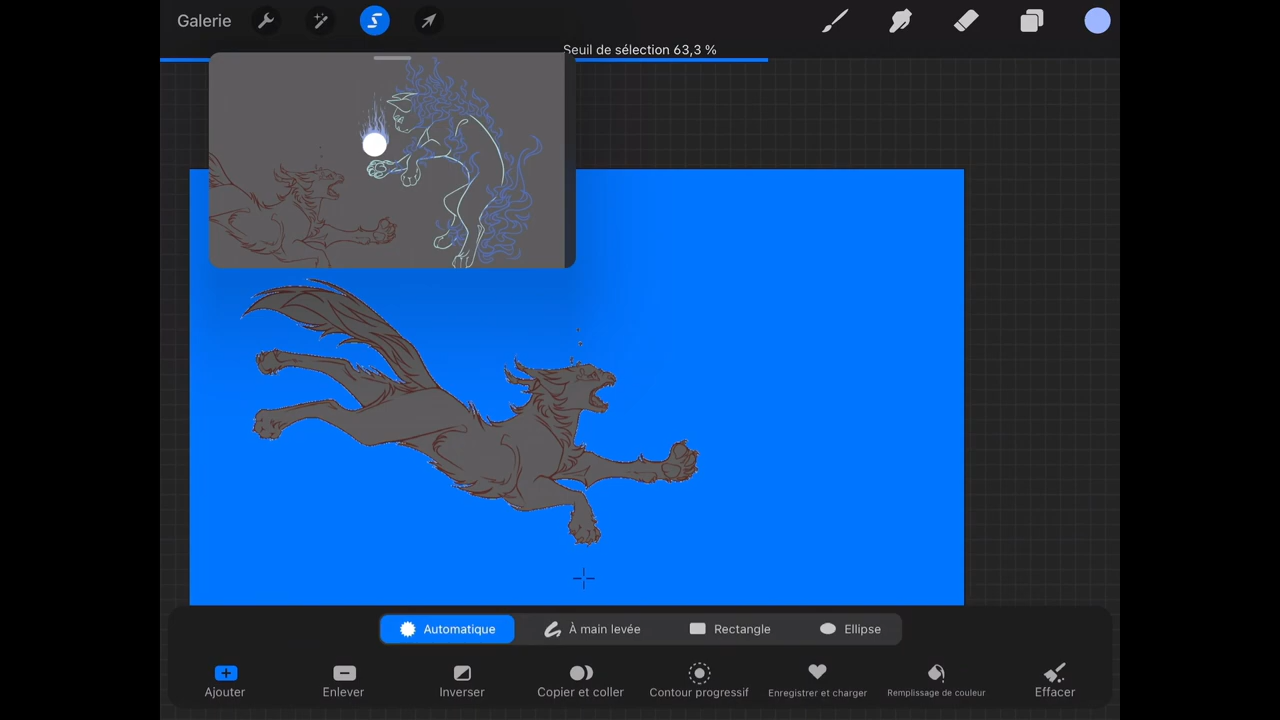 Galerie
Seuil de sélection 63,3 %
Automatique
À main levée
Rectangle
Ellipse
Ajouter
Enlever
Inverser
Copier et coller
Contour progressif
Enregistrer et charger
Remplissage de couleur
Effacer